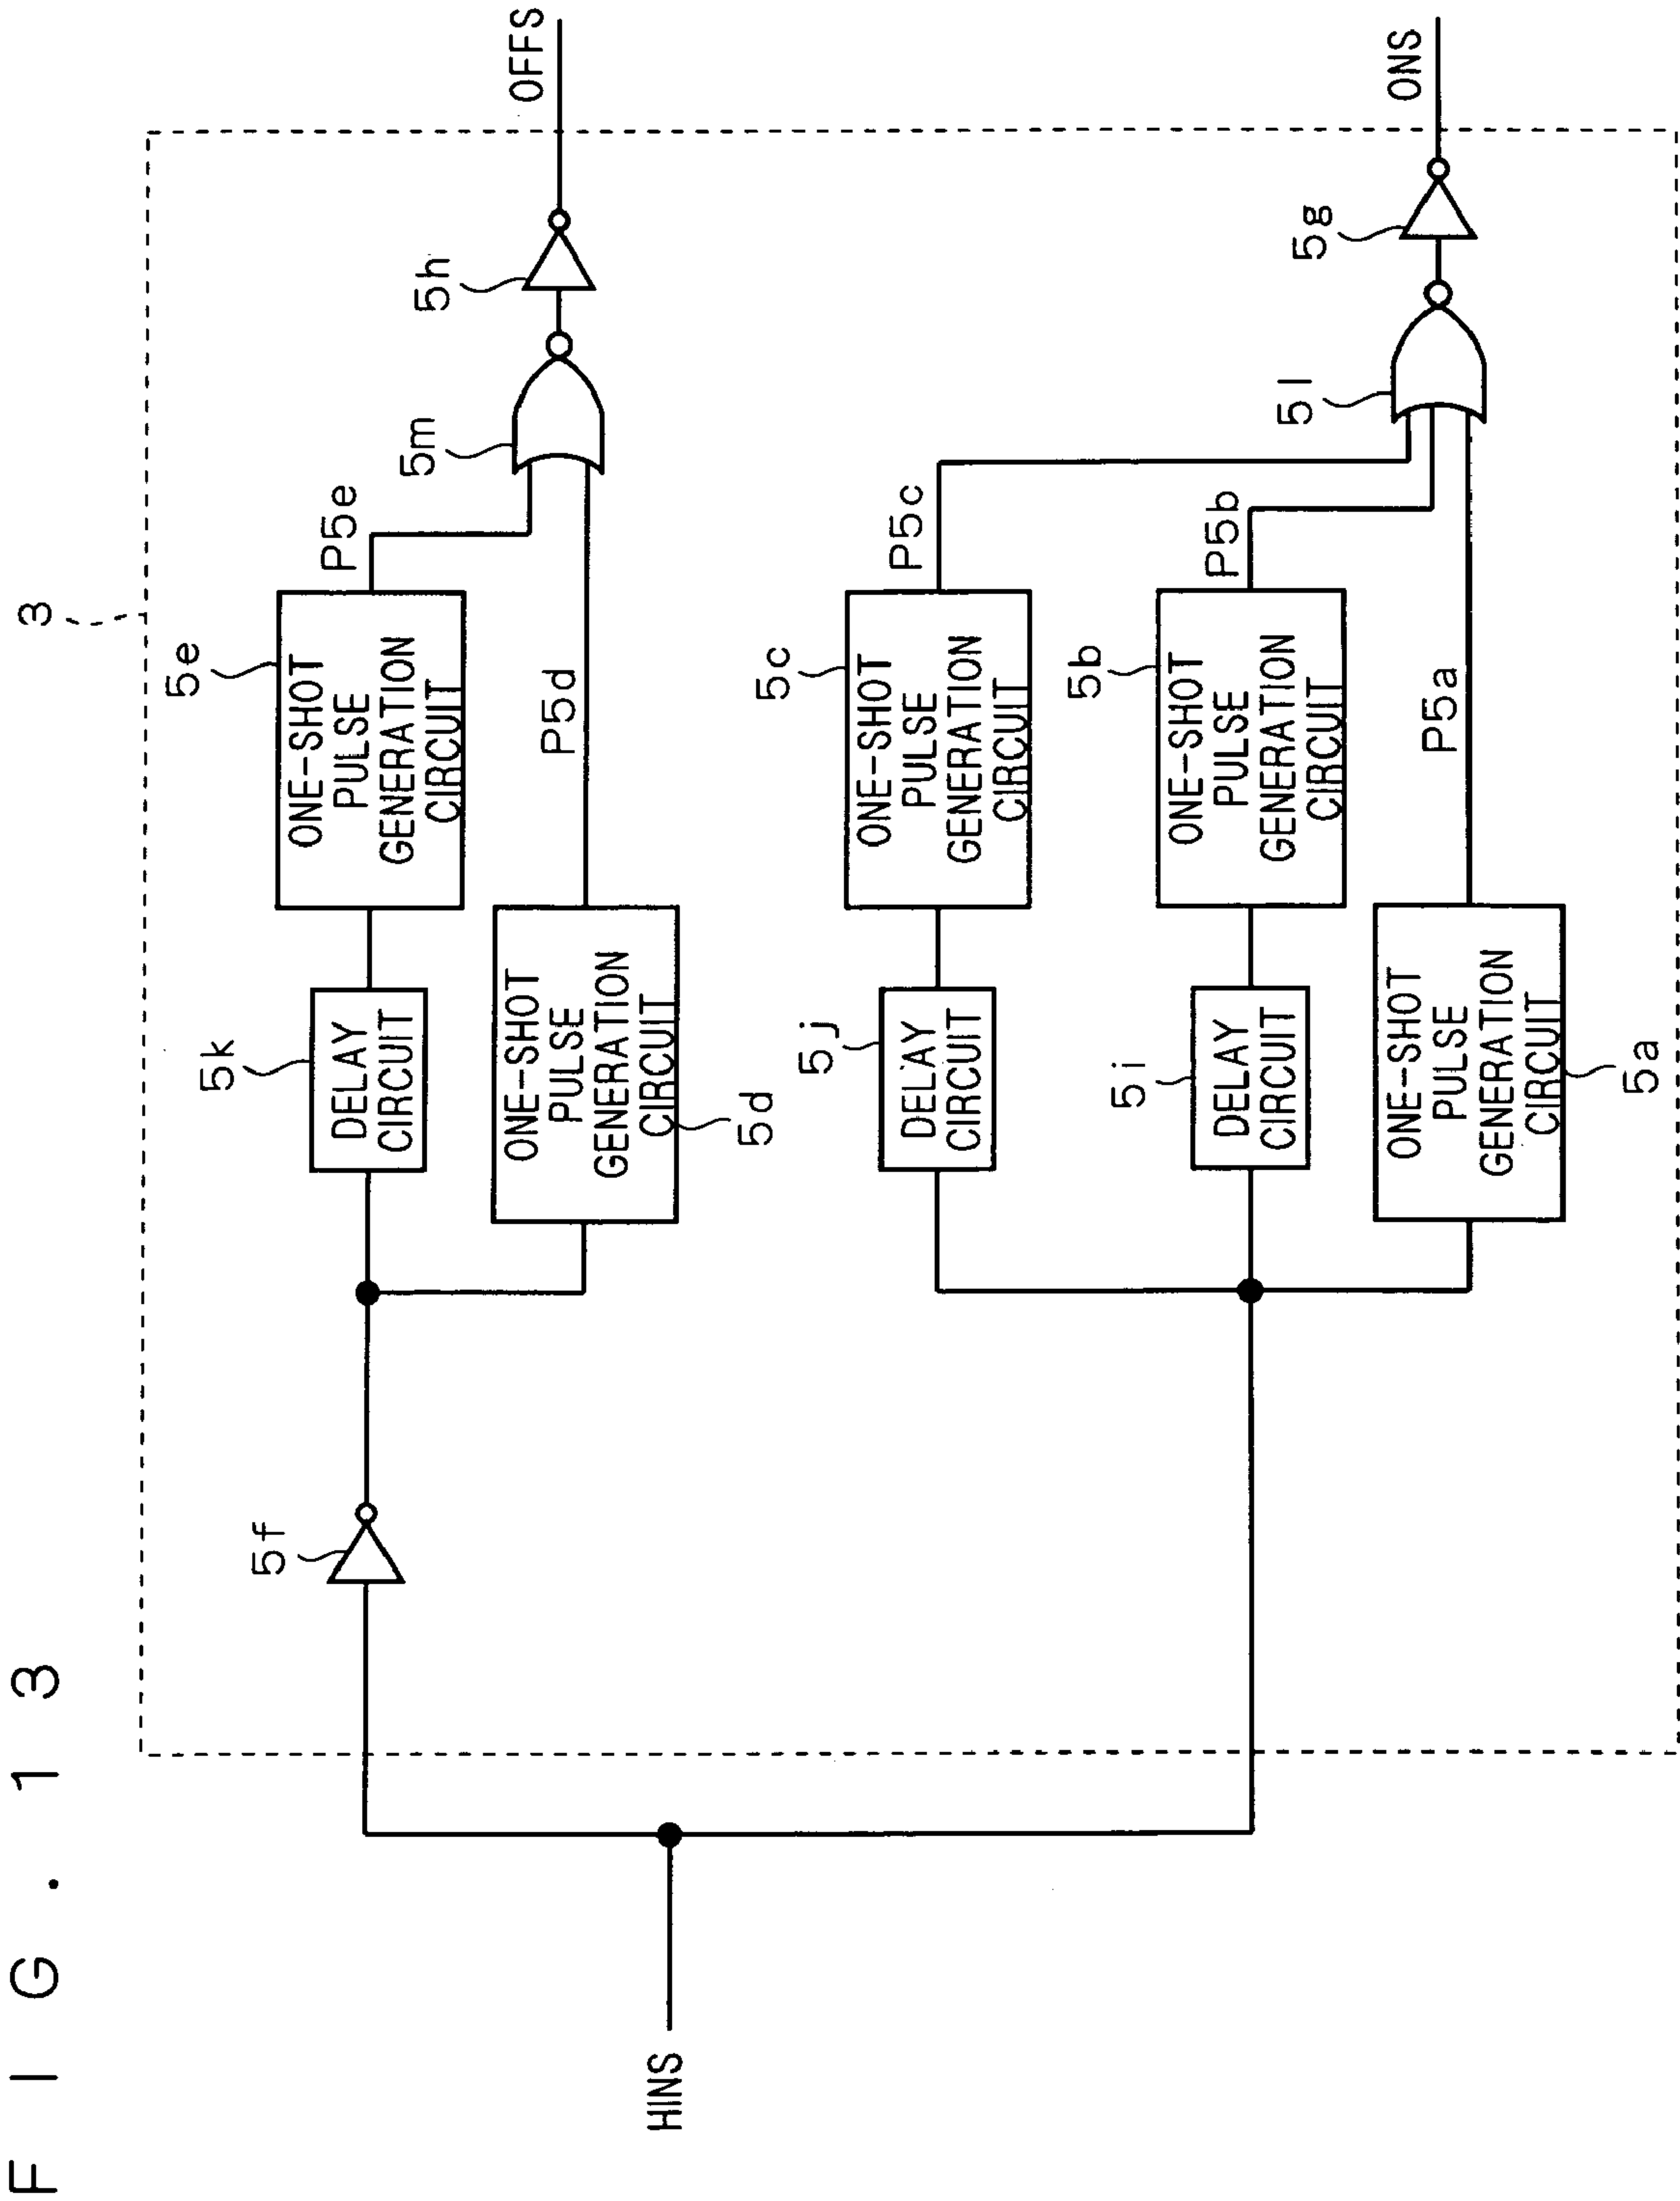 FIG. 13
3
HINS
5f
5k
DELAY
CIRCUIT
5e
ONE-SHOT
PULSE
GENERATION
CIRCUIT
P5e
ONE-SHOT
PULSE
GENERATION
CIRCUIT
5d
P5d
5m
5h
OFFS
5j
DELAY
CIRCUIT
5c
ONE-SHOT
PULSE
GENERATION
CIRCUIT
P5c
5i
DELAY
CIRCUIT
5b
ONE-SHOT
PULSE
GENERATION
CIRCUIT
P5b
ONE-SHOT
PULSE
GENERATION
CIRCUIT
5a
P5a
5l
5g
ONS